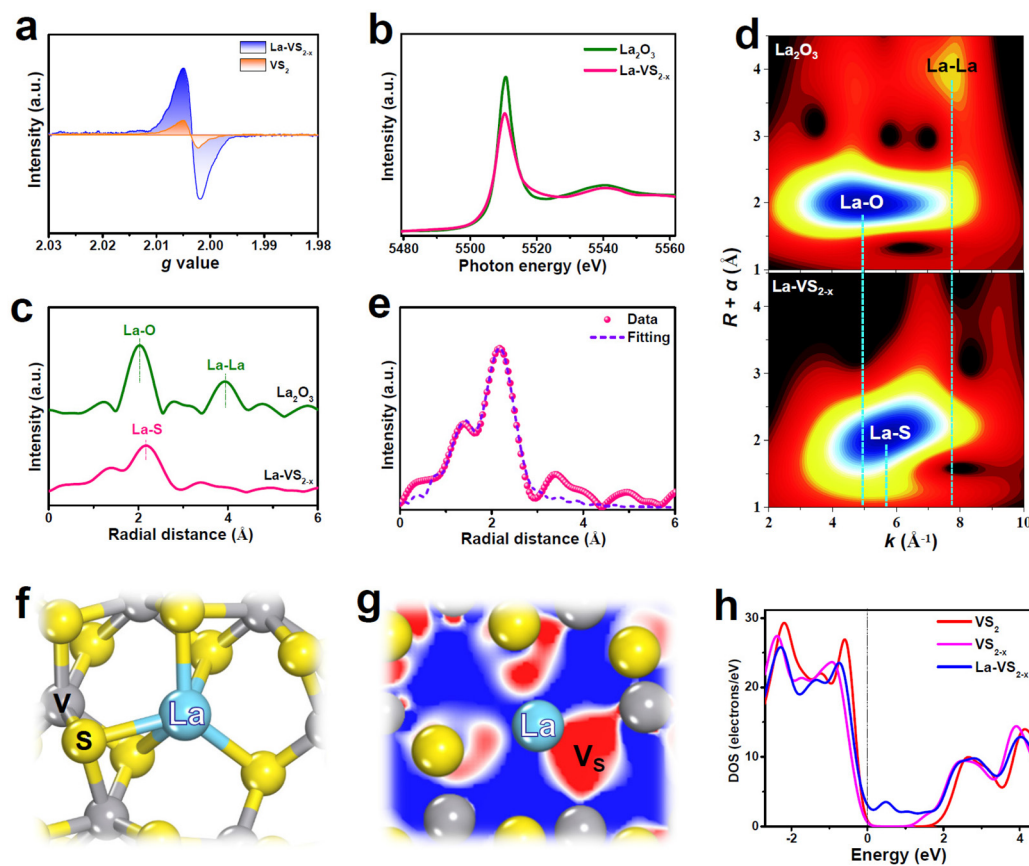 a
Intensity (a.u.)
La-VS2-x
VS2
2.03 2.02 2.01 2.00 1.99 1.98
g value
b
Intensity (a.u.)
La2O3
La-VS2-x
5480 5500 5520 5540 5560
Photon energy (eV)
c
Intensity (a.u.)
La-O
La-La
La2O3
La-S
La-VS2-x
0 2 4 6
Radial distance (Å)
e
Intensity (a.u.)
Data
Fitting
0 2 4 6
Radial distance (Å)
d
La2O3
La-La
La-O
4
3
2
1
R + α (Å)
La-VS2-x
La-S
4
3
2
1
2 4 6 8 10
k (Å-1)
f
V
S
La
g
La
VS
h
DOS (electrons/eV)
30
20
10
0
VS2
VS2-x
La-VS2-x
-2 0 2 4
Energy (eV)